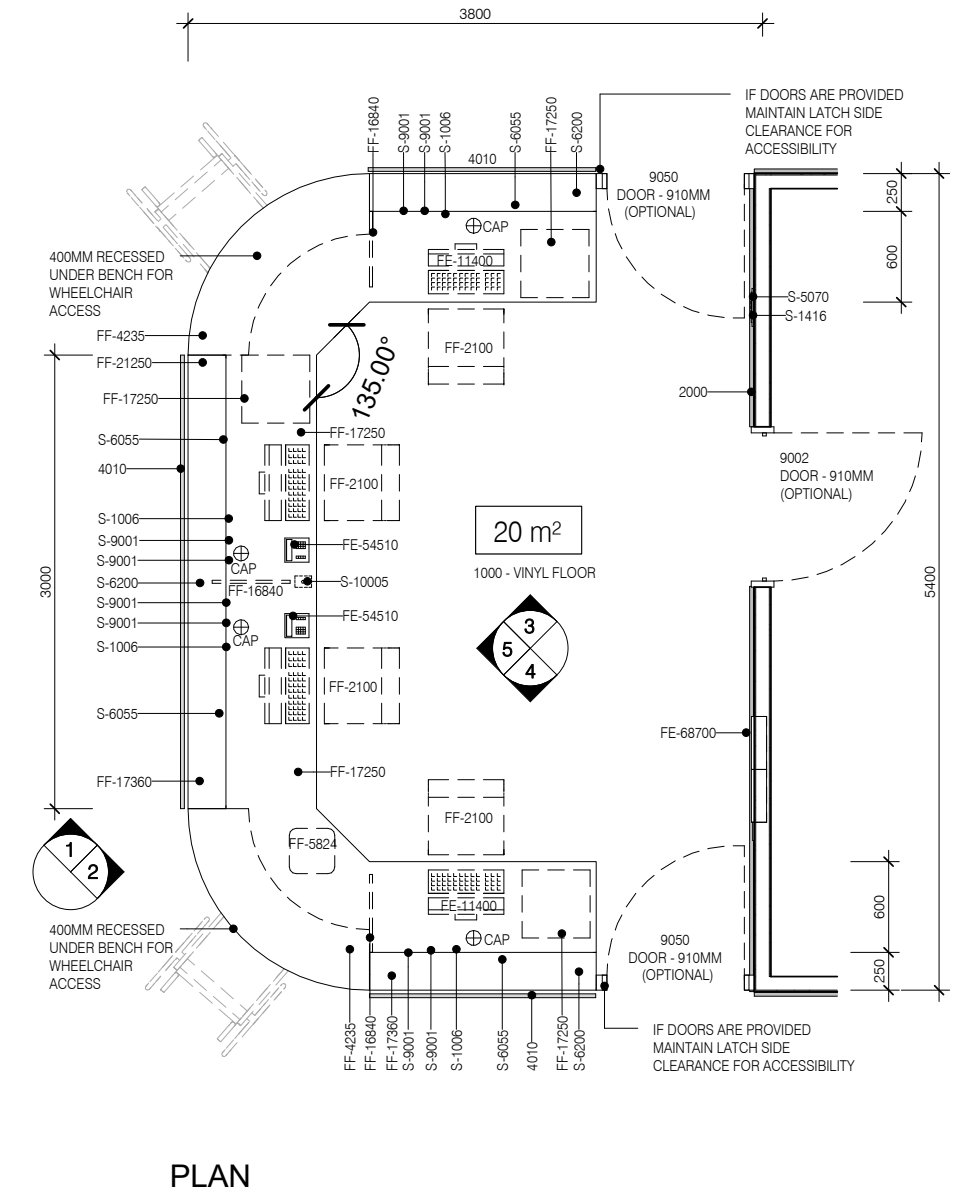 3800
FF-16840
S-9001
S-9001
S-1006
4010
S-6055
FF-17250
S-6200
IF DOORS ARE PROVIDED
MAINTAIN LATCH SIDE
CLEARANCE FOR
ACCESSIBILITY
9050
DOOR - 910MM
(OPTIONAL)
250
600
CAP
FE-11400
400MM RECESSED
UNDER BENCH FOR
WHEELCHAIR
ACCESS
S-5070
S-1416
FF-4235
FF-2100
FF-21250
135.00°
FF-17250
2000
FF-17250
S-6055
9002
DOOR - 910MM
(OPTIONAL)
4010
FF-2100
S-1006
20 m²
S-9001
FE-54510
S-9001
CAP
1000 - VINYL FLOOR
S-6200
FF-16840
S-10005
3000
5400
S-9001
FE-54510
S-9001
CAP
3
5
4
S-1006
FF-2100
S-6055
FE-68700
FF-17360
FF-17250
FF-2100
FF-5824
1
2
FE-11400
600
250
400MM RECESSED
UNDER BENCH FOR
WHEELCHAIR
ACCESS
CAP
9050
DOOR - 910MM
(OPTIONAL)
FF-4235
FF-16840
FF-17360
S-9001
S-9001
S-1006
S-6055
4010
FF-17250
S-6200
IF DOORS ARE PROVIDED
MAINTAIN LATCH SIDE
CLEARANCE FOR ACCESSIBILITY
PLAN